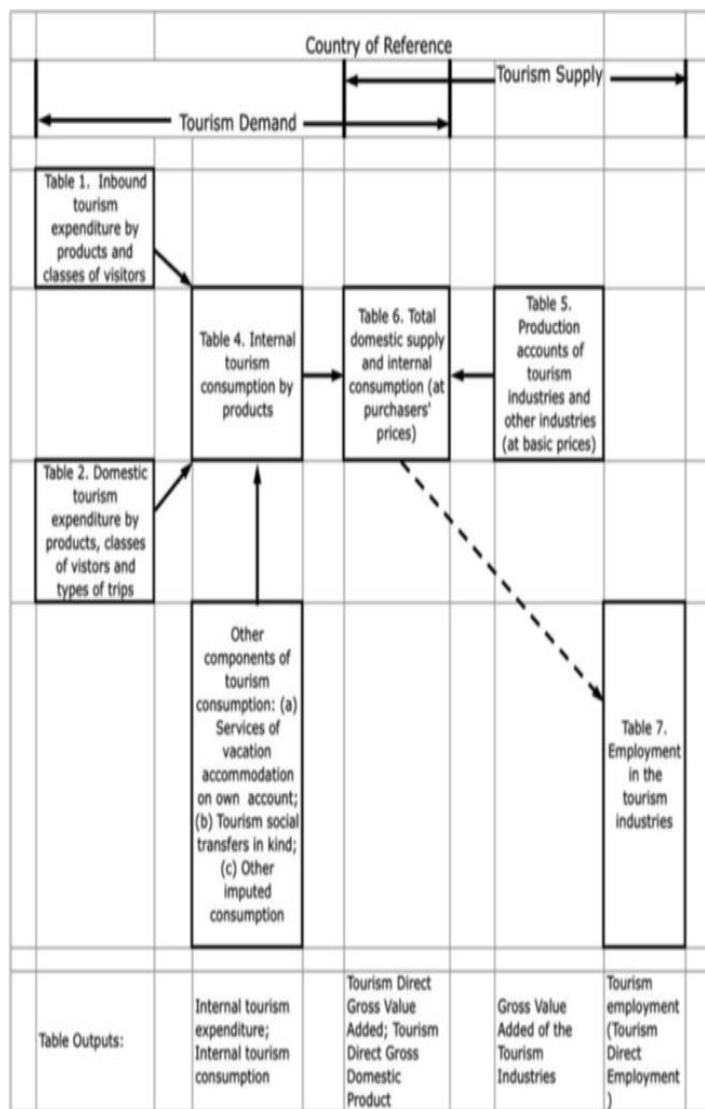 Country of Reference
Tourism Supply
Tourism Demand
Table 1. Inbound
tourism
expenditure by
products and
classes of visitors
Table 4. Internal
tourism
consumption by
products
Table 6. Total
domestic supply
and internal
consumption (at
purchasers'
prices)
Table 5.
Production
accounts of
tourism
industries and
other industries
(at basic prices)
Table 2. Domestic
tourism
expenditure by
products, classes
of vistors and
types of trips
Other
components of
tourism
consumption: (a)
Services of
vacation
accommodation
on own account;
(b) Tourism social
transfers in kind;
(c) Other
imputed
consumption
Table 7.
Employment
in the
tourism
industries
Table Outputs:
Internal tourism
expenditure;
Internal tourism
consumption
Tourism Direct
Gross Value
Added; Tourism
Direct Gross
Domestic
Product
Gross Value
Added of the
Tourism
Industries
Tourism
employment
(Tourism
Direct
Employment
)